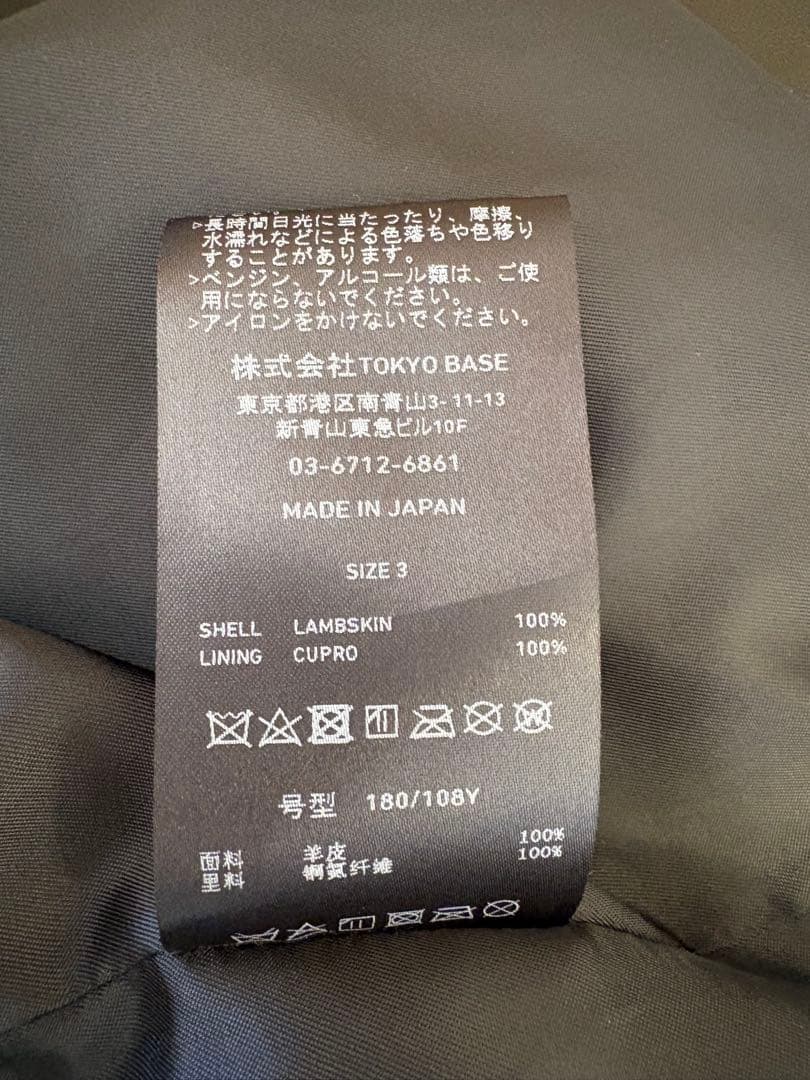 >長時間日光に当たったり、摩擦、
水濡れなどによる色落ちや色移り
することがあります。
>ベンジン、アルコール類は、ご使
用にならないでください。
>アイロンをかけないでください。
株式会社TOKYO BASE
東京都港区南青山3-11-13
新青山東急ビル10F
03-6712-6861
MADE IN JAPAN
SIZE 3
SHELL LAMBSKIN 100%
LINING CUPRO 100%
号型 180/108Y
面料 羊皮 100%
里料 铜氨纤维 100%